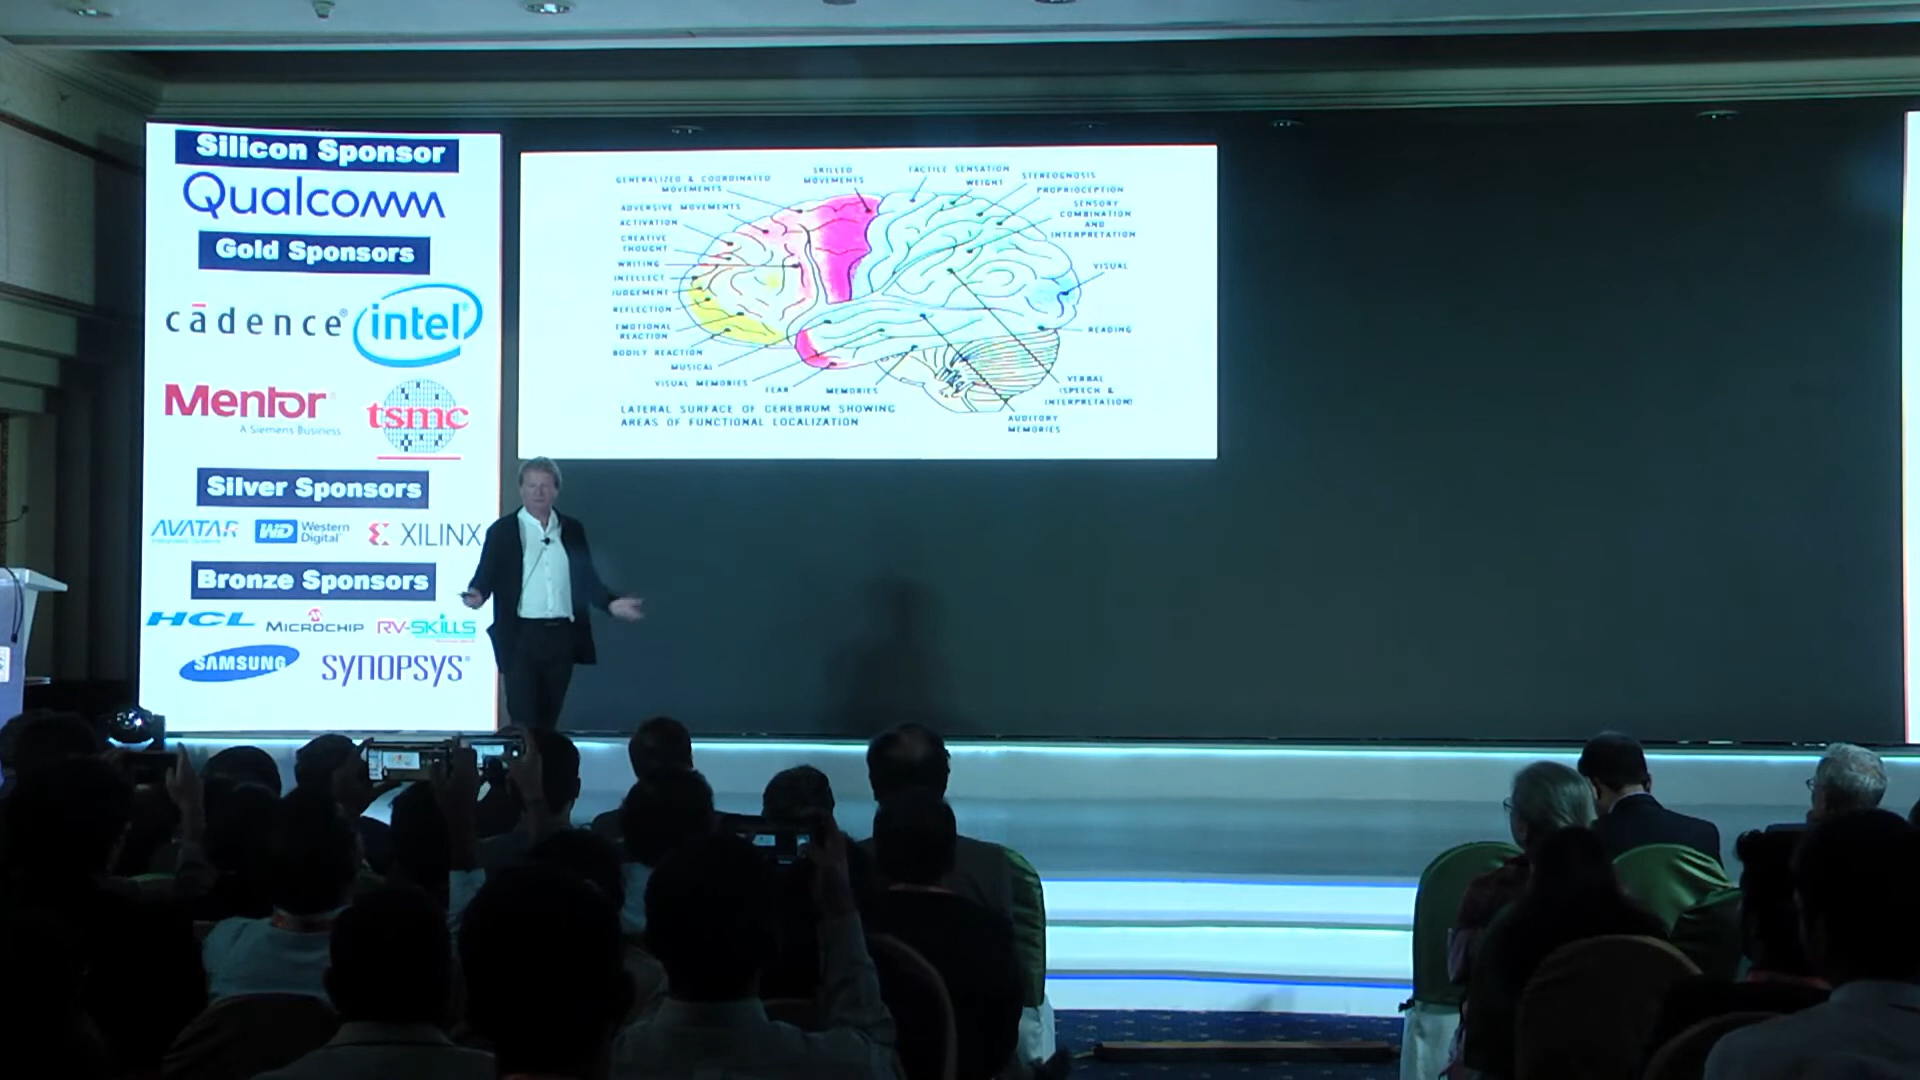 Silicon Sponsor
Qualcomm
Gold Sponsors
cādence®
intel
Mentor
A Siemens Business
tsmc
Silver Sponsors
AVATAR
WD
Western
Digital
XILINX
Bronze Sponsors
HCL
MICROCHIP
RV-SKILLS
SAMSUNG
SYNOPSYS®
GENERALIZED & COORDINATED
MOVEMENTS
SKILLED
MOVEMENTS
TACTILE SENSATION
WEIGHT
STEREOGNOSIS
PROPRIOCEPTION
SENSORY
COMBINATION
AND
INTERPRETATION
ADVERSIVE MOVEMENTS
ACTIVATION
CREATIVE
THOUGHT
WRITING
INTELLECT
JUDGEMENT
REFLECTION
EMOTIONAL
REACTION
BODILY REACTION
MUSICAL
VISUAL MEMORIES
FEAR
MEMORIES
VISUAL
READING
VERBAL
(SPEECH &
INTERPRETATION)
AUDITORY
MEMORIES
LATERAL SURFACE OF CEREBRUM SHOWING
AREAS OF FUNCTIONAL LOCALIZATION